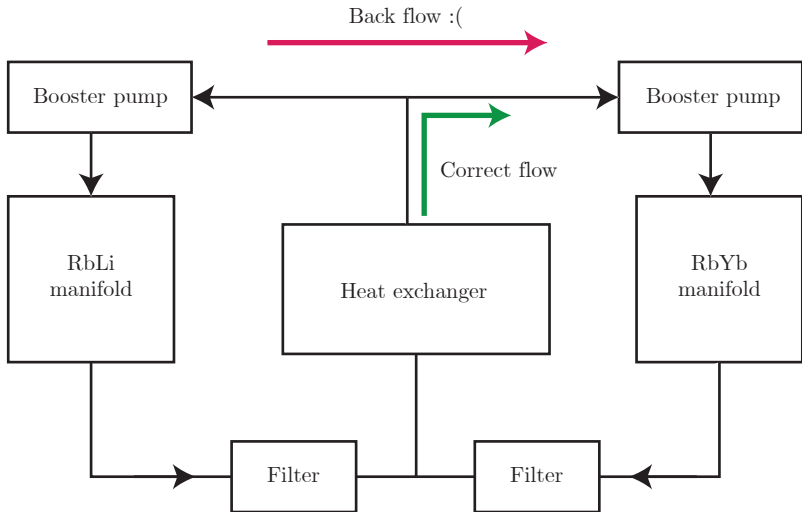 Back flow :(
Booster pump
Booster pump
Correct flow
RbLi
manifold
Heat exchanger
RbYb
manifold
Filter
Filter